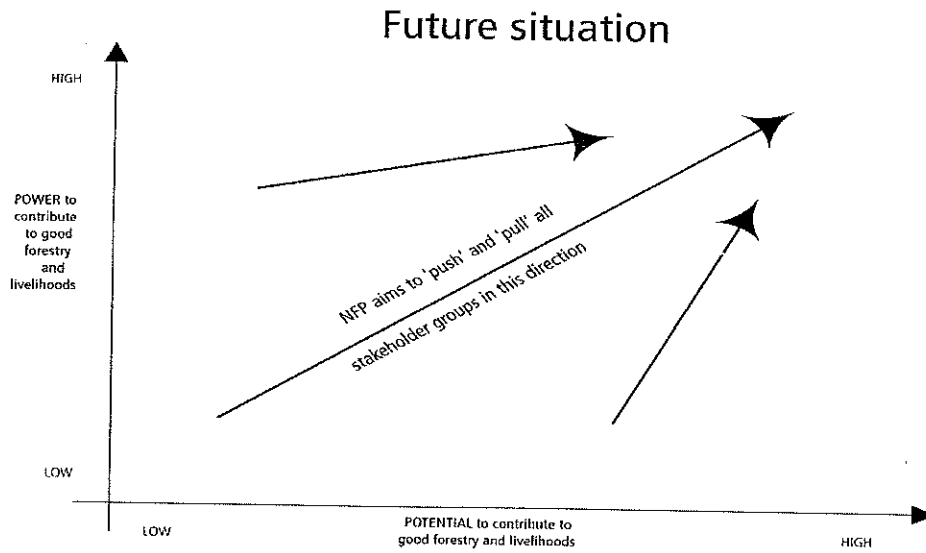 Future situation
HIGH
POWER to
contribute
to good
forestry
and
livelihoods
NFP aims to 'push' and 'pull' all
stakeholder groups in this direction
LOW
LOW
POTENTIAL to contribute to
good forestry and livelihoods
HIGH